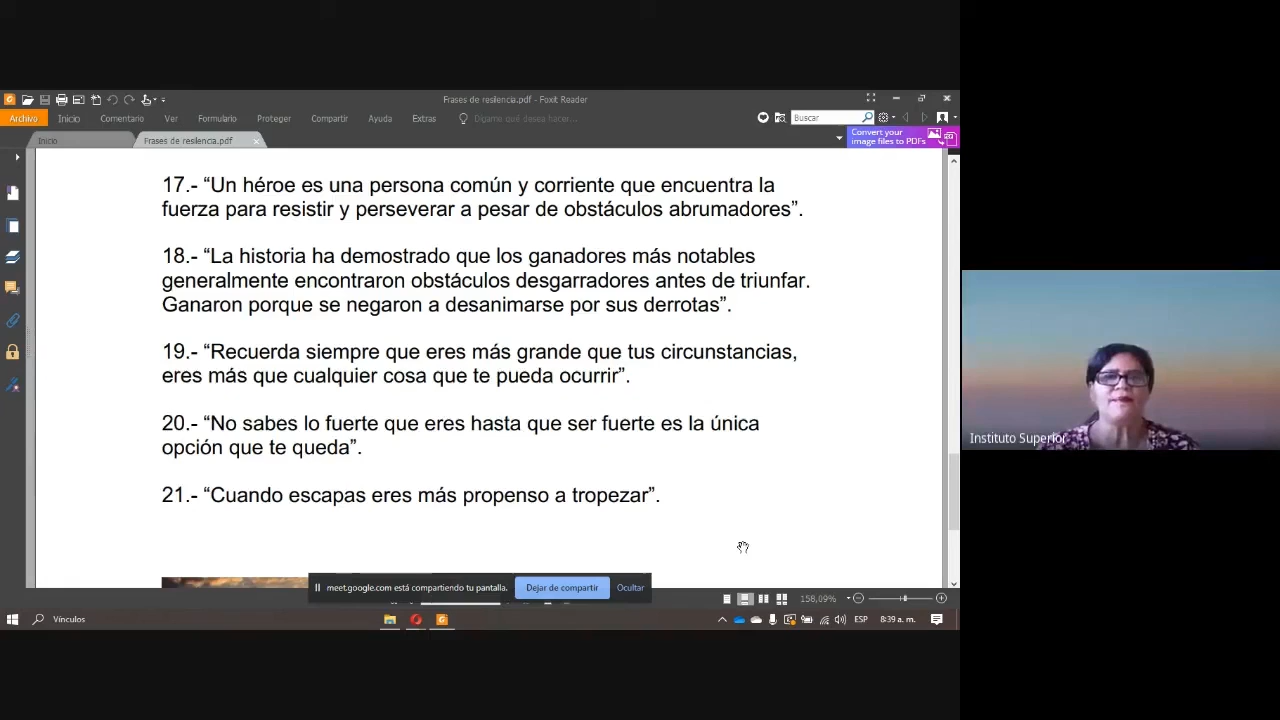 Frases de resilencia.pdf - Foxit Reader
Archivo Inicio Comentario Ver Formulario Proteger Compartir Ayuda Extras Dígame qué desea hacer... Buscar
Convert your
image files to PDFs
Inicio Frases de resilencia.pdf
17.- “Un héroe es una persona común y corriente que encuentra la
fuerza para resistir y perseverar a pesar de obstáculos abrumadores”.
18.- “La historia ha demostrado que los ganadores más notables
generalmente encontraron obstáculos desgarradores antes de triunfar.
Ganaron porque se negaron a desanimarse por sus derrotas”.
19.- “Recuerda siempre que eres más grande que tus circunstancias,
eres más que cualquier cosa que te pueda ocurrir”.
20.- “No sabes lo fuerte que eres hasta que ser fuerte es la única
opción que te queda”.
21.- “Cuando escapas eres más propenso a tropezar”.
meet.google.com está compartiendo tu pantalla. Dejar de compartir Ocultar
158,09%
Vínculos ESP 8:39 a. m.
Instituto Superior